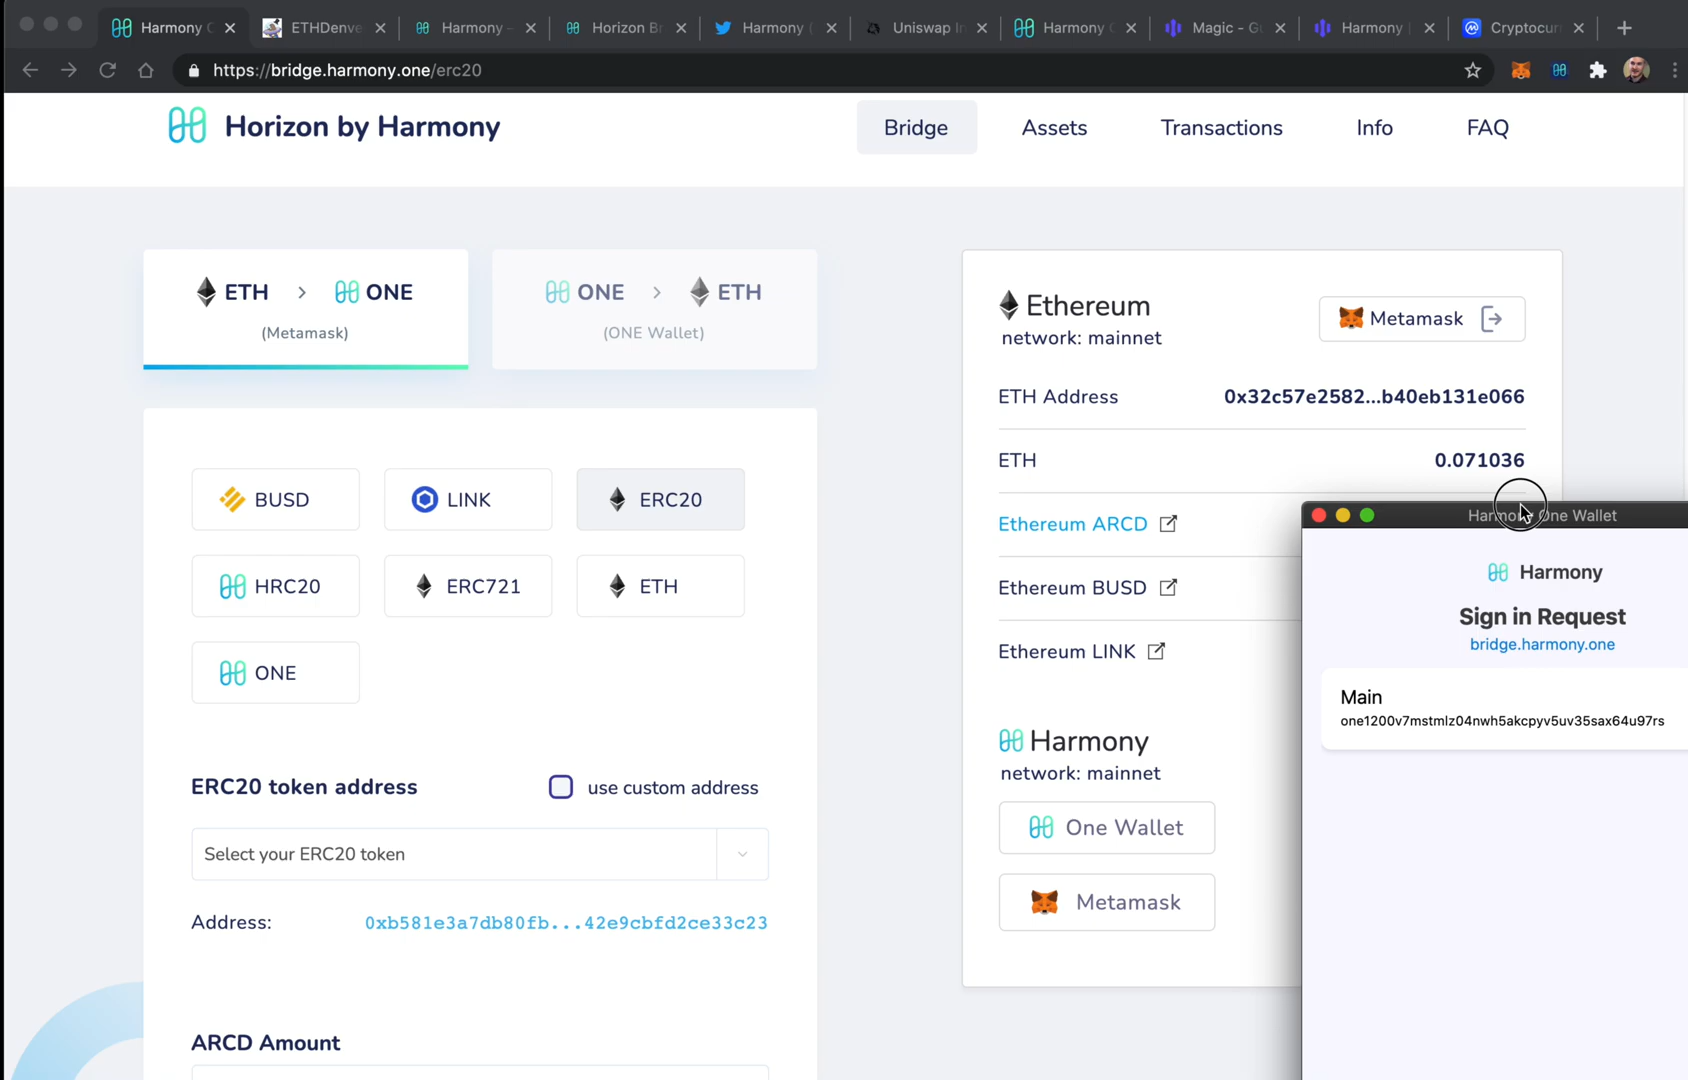 Harmony
ETHDenve
Harmony –
Horizon Br
Harmony (
Uniswap In
Harmony
Magic - Gu
Harmony |
Cryptocurr
https://bridge.harmony.one/erc20
Horizon by Harmony
Bridge
Assets
Transactions
Info
FAQ
ETH > ONE
(Metamask)
ONE > ETH
(ONE Wallet)
BUSD
LINK
ERC20
HRC20
ERC721
ETH
ONE
ERC20 token address
use custom address
Select your ERC20 token
Address: 0xb581e3a7db80fb...42e9cbfd2ce33c23
ARCD Amount
Ethereum
network: mainnet
Metamask
ETH Address 0x32c57e2582...b40eb131e066
ETH 0.071036
Ethereum ARCD
Ethereum BUSD
Ethereum LINK
Harmony
network: mainnet
One Wallet
Metamask
Harmony One Wallet
Harmony
Sign in Request
bridge.harmony.one
Main
one1200v7mstmlz04nwh5akcpyv5uv35sax64u97rs